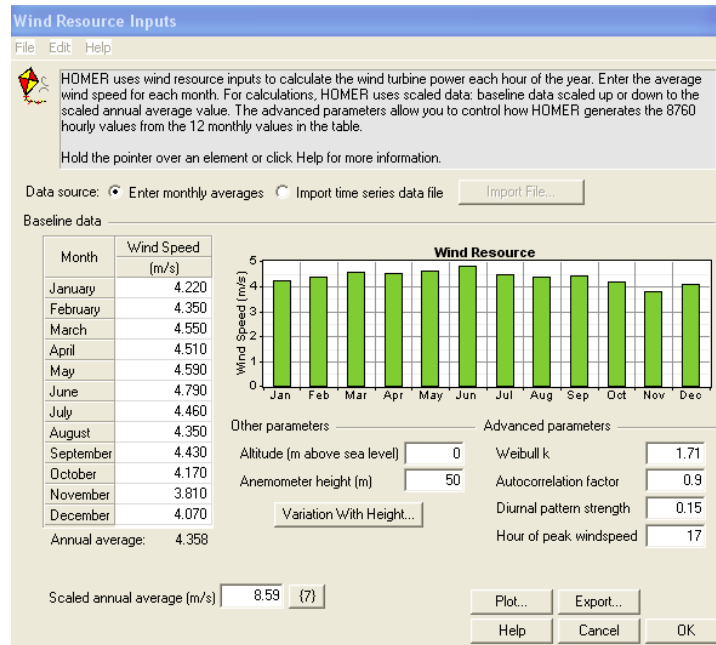 Wind Resource Inputs
File Edit Help
HOMER uses wind resource inputs to calculate the wind turbine power each hour of the year. Enter the average
wind speed for each month. For calculations, HOMER uses scaled data: baseline data scaled up or down to the
scaled annual average value. The advanced parameters allow you to control how HOMER generates the 8760
hourly values from the 12 monthly values in the table.
Hold the pointer over an element or click Help for more information.
Data source: Enter monthly averages Import time series data file Import File...
Baseline data
Month Wind Speed
(m/s)
January 4.220
February 4.350
March 4.550
April 4.510
May 4.590
June 4.790
July 4.460
August 4.350
September 4.430
October 4.170
November 3.810
December 4.070
Annual average: 4.358
Wind Resource
Wind Speed (m/s)
5
4
3
2
1
0
Jan Feb Mar Apr May Jun Jul Aug Sep Oct Nov Dec
Other parameters
Altitude (m above sea level) 0
Anemometer height (m) 50
Variation With Height...
Advanced parameters
Weibull k 1.71
Autocorrelation factor 0.9
Diurnal pattern strength 0.15
Hour of peak windspeed 17
Scaled annual average (m/s) 8.59 {7}
Plot... Export...
Help Cancel OK